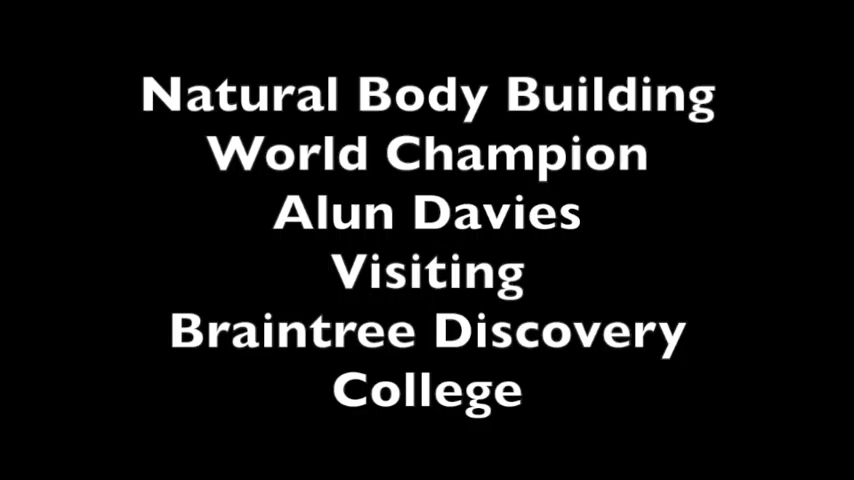 Natural Body Building
World Champion
Alun Davies
Visiting
Braintree Discovery
College